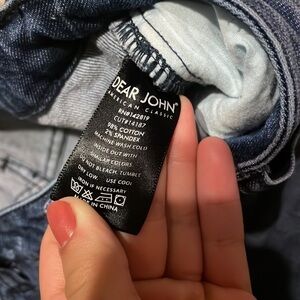 DEAR JOHN
AMERICAN CLASSIC
RN#142019
CUT#14187
98% COTTON
2% SPANDEX
MACHINE WASH COLD
INSIDE OUT WITH
SIMILAR COLORS
DO NOT BLEACH, TUMBLE
DRY LOW USE COOL
IRON IF NECESSARY
MADE IN CHINA